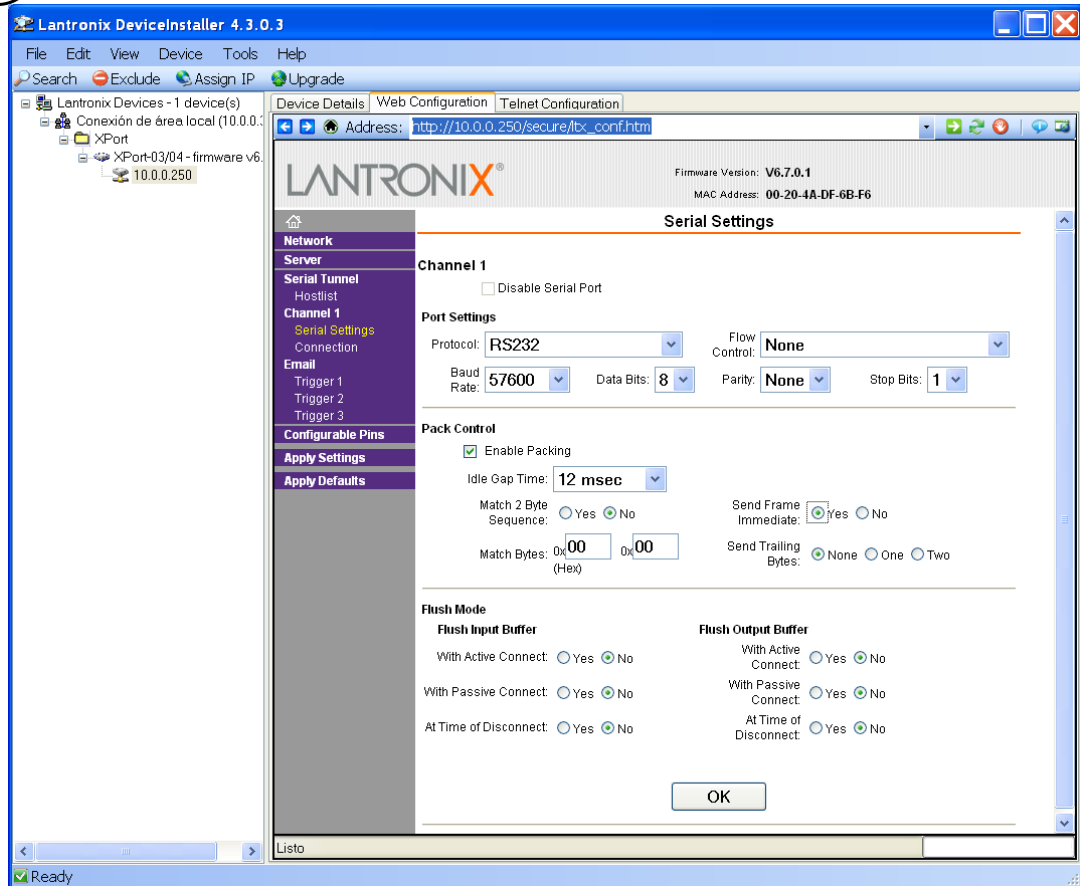 Lantronix DeviceInstaller 4.3.0.3
File Edit View Device Tools Help
Search Exclude Assign IP Upgrade
Lantronix Devices - 1 device(s)
Conexión de área local (10.0.0.
XPort
XPort-03/04 - firmware v6.
10.0.0.250
Device Details Web Configuration Telnet Configuration
Address: http://10.0.0.250/secure/ltx_conf.htm
LANTRONIX®
Firmware Version: V6.7.0.1
MAC Address: 00-20-4A-DF-6B-F6
Network
Server
Serial Tunnel
Hostlist
Channel 1
Serial Settings
Connection
Email
Trigger 1
Trigger 2
Trigger 3
Configurable Pins
Apply Settings
Apply Defaults
Serial Settings
Channel 1
Disable Serial Port
Port Settings
Protocol: RS232 Flow Control: None
Baud Rate: 57600 Data Bits: 8 Parity: None Stop Bits: 1
Pack Control
Enable Packing
Idle Gap Time: 12 msec
Match 2 Byte Sequence: Yes No Send Frame Immediate: Yes No
Match Bytes: 0x00 0x00 Send Trailing Bytes: None One Two
(Hex)
Flush Mode
Flush Input Buffer Flush Output Buffer
With Active Connect: Yes No With Active Connect: Yes No
With Passive Connect: Yes No With Passive Connect: Yes No
At Time of Disconnect: Yes No At Time of Disconnect: Yes No
OK
Listo
Ready